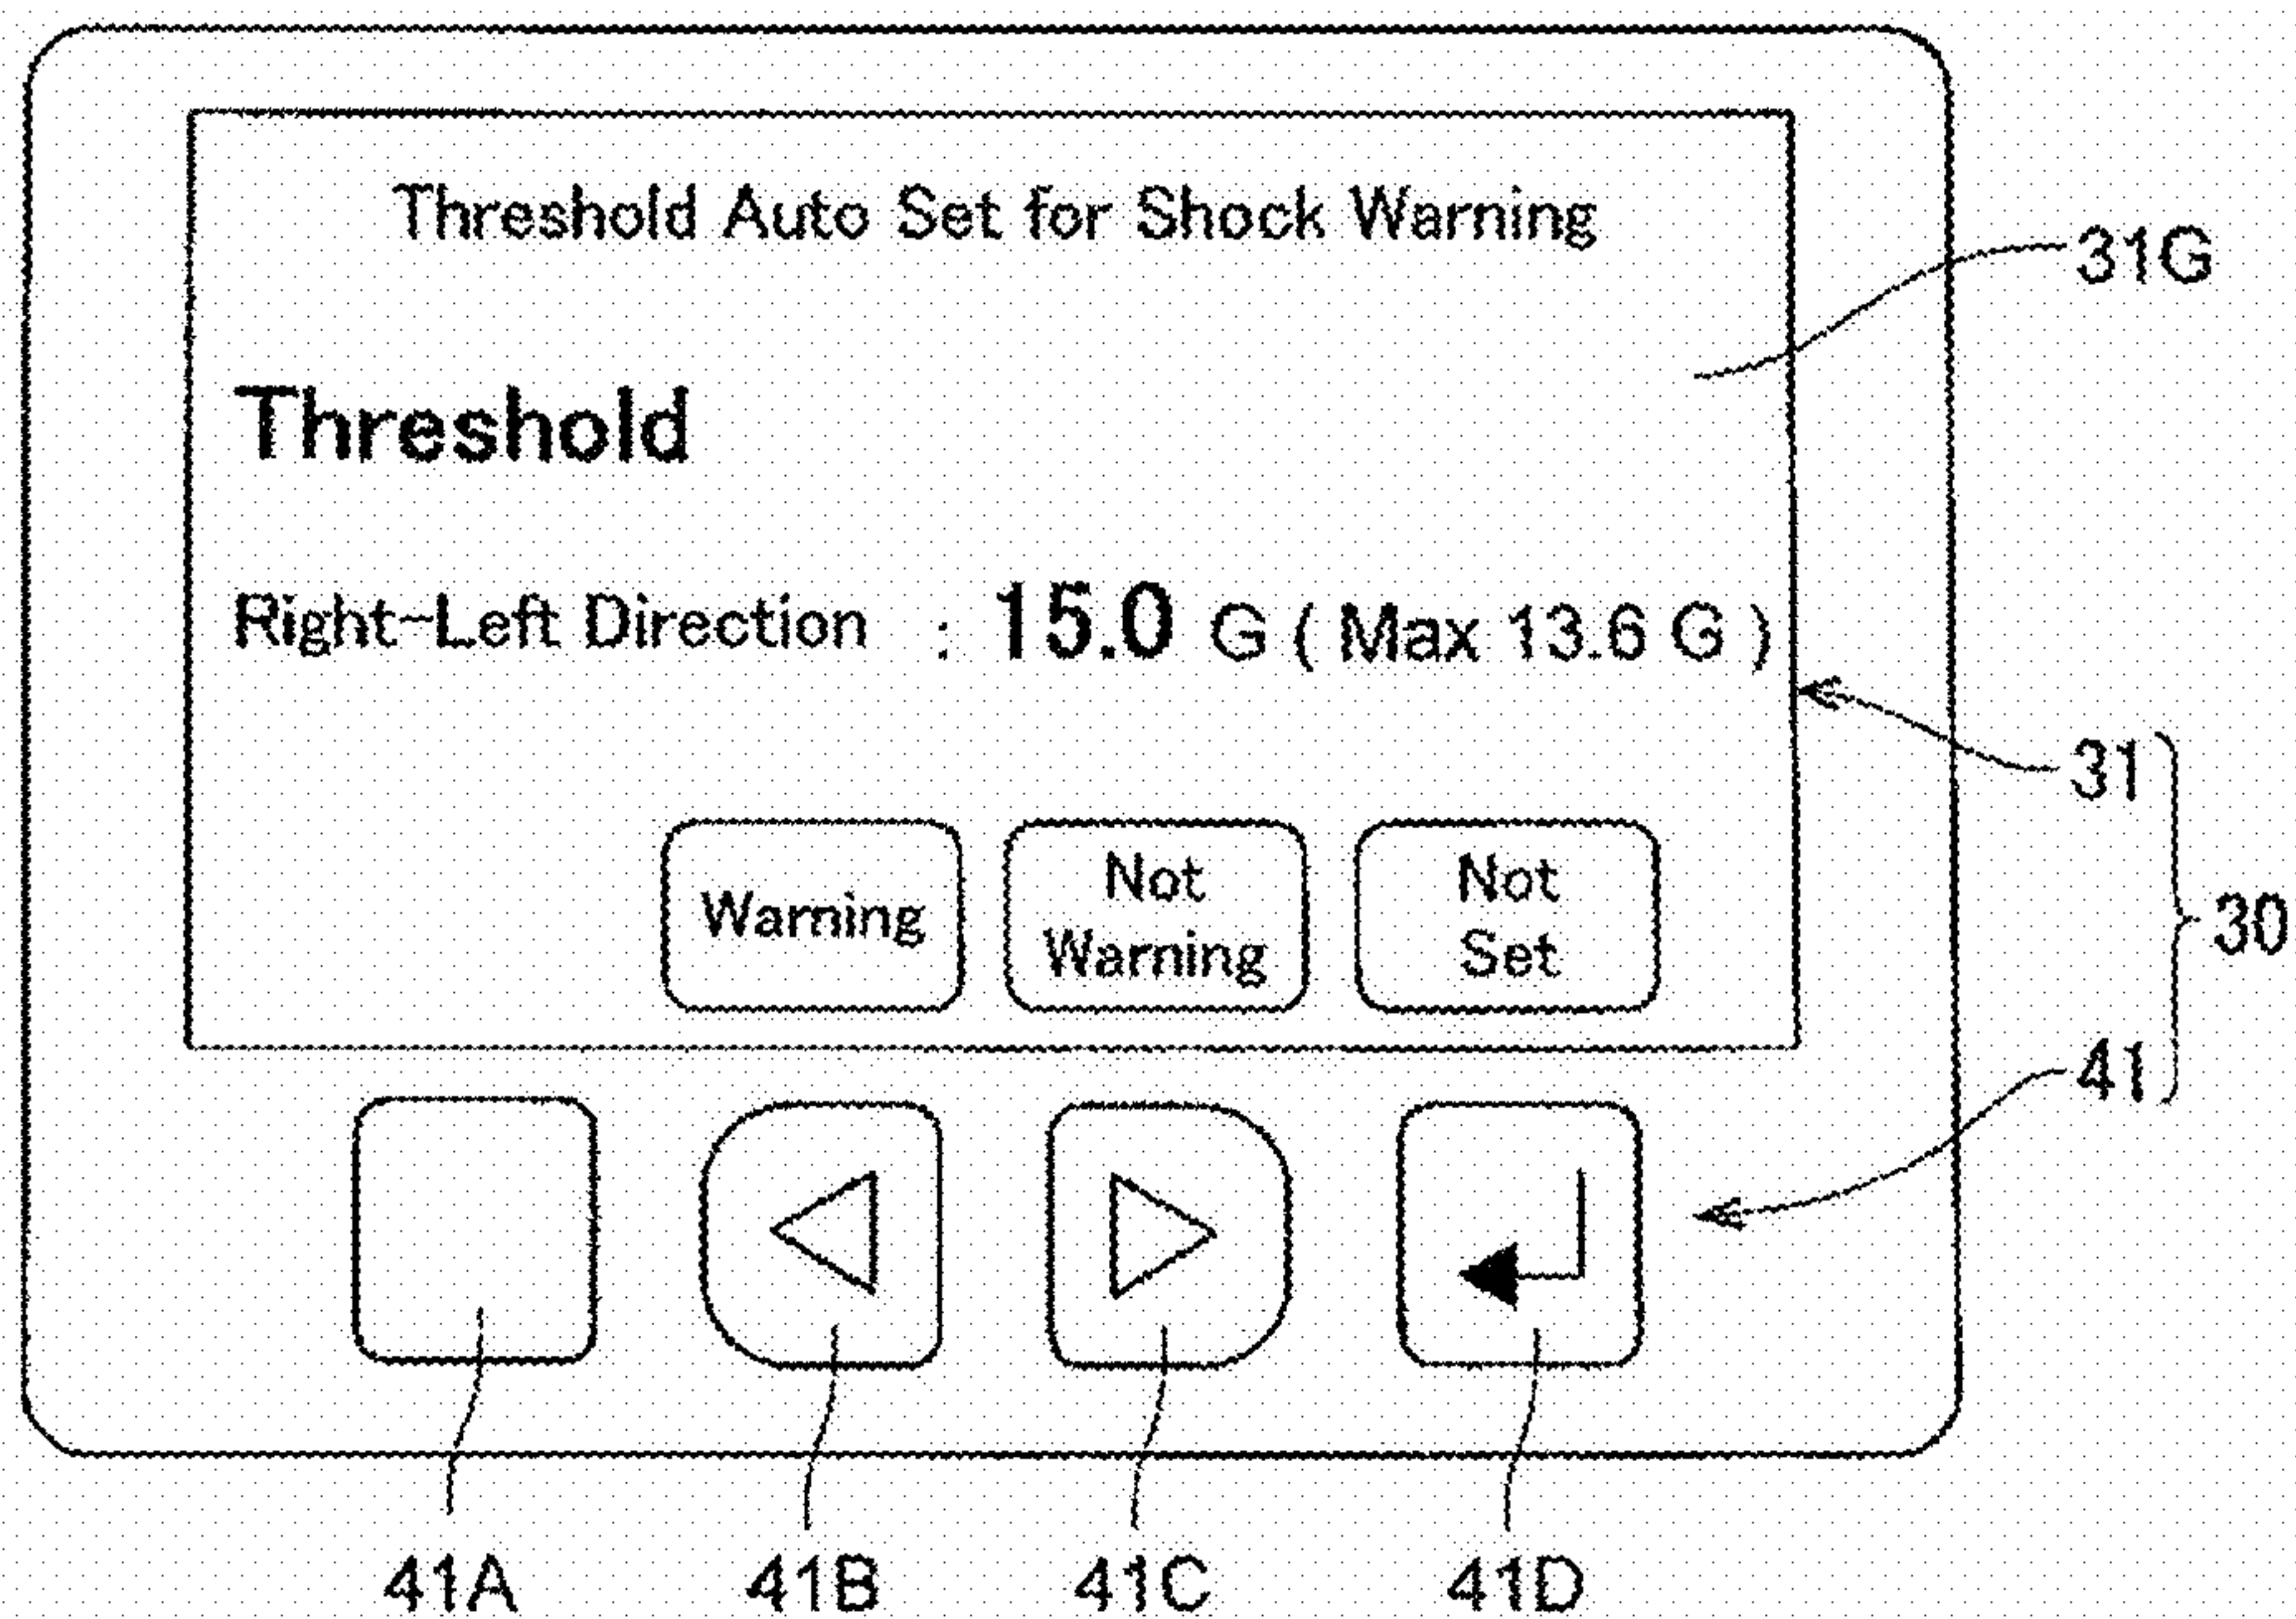 Threshold Auto Set for Shock Warning
31G
Threshold
Right-Left Direction : 15.0 G ( Max 13.6 G )
31
Warning
Not
Warning
Not
Set
30
41
41A 41B 41C 41D